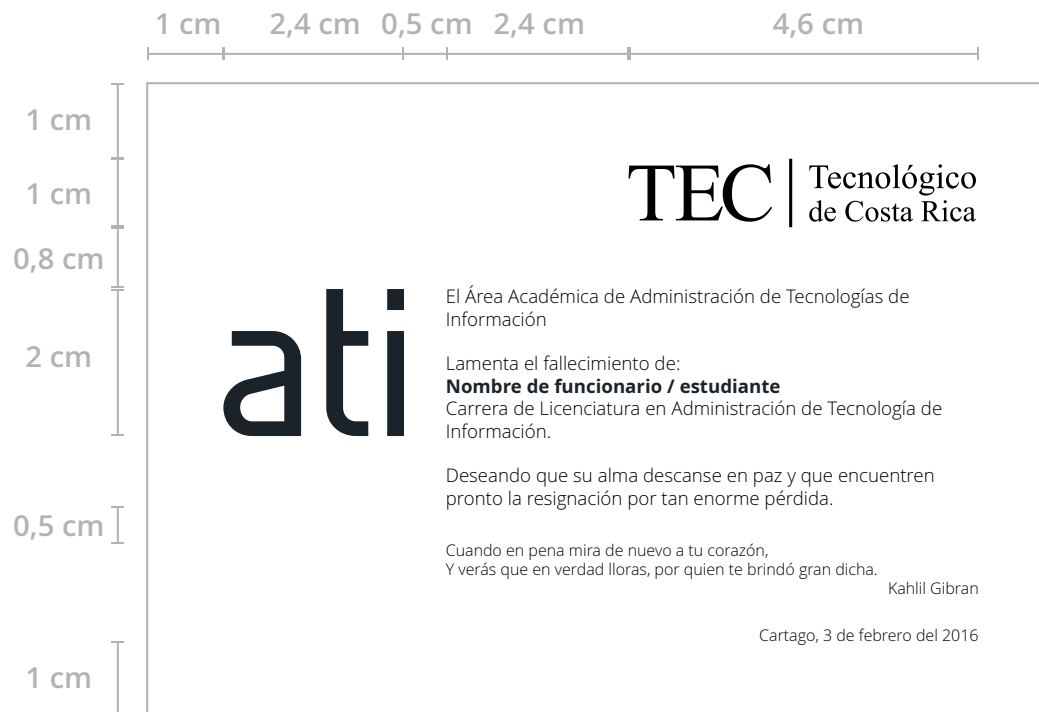 1 cm 2,4 cm 0,5 cm 2,4 cm 4,6 cm
1 cm
1 cm
0,8 cm
2 cm
0,5 cm
1 cm
TEC Tecnológico
de Costa Rica
ati
El Área Académica de Administración de Tecnologías de
Información
Lamenta el fallecimiento de:
Nombre de funcionario / estudiante
Carrera de Licenciatura en Administración de Tecnología de
Información.
Deseando que su alma descanse en paz y que encuentren
pronto la resignación por tan enorme pérdida.
Cuando en pena mira de nuevo a tu corazón,
Y verás que en verdad lloras, por quien te brindó gran dicha.
Kahlil Gibran
Cartago, 3 de febrero del 2016